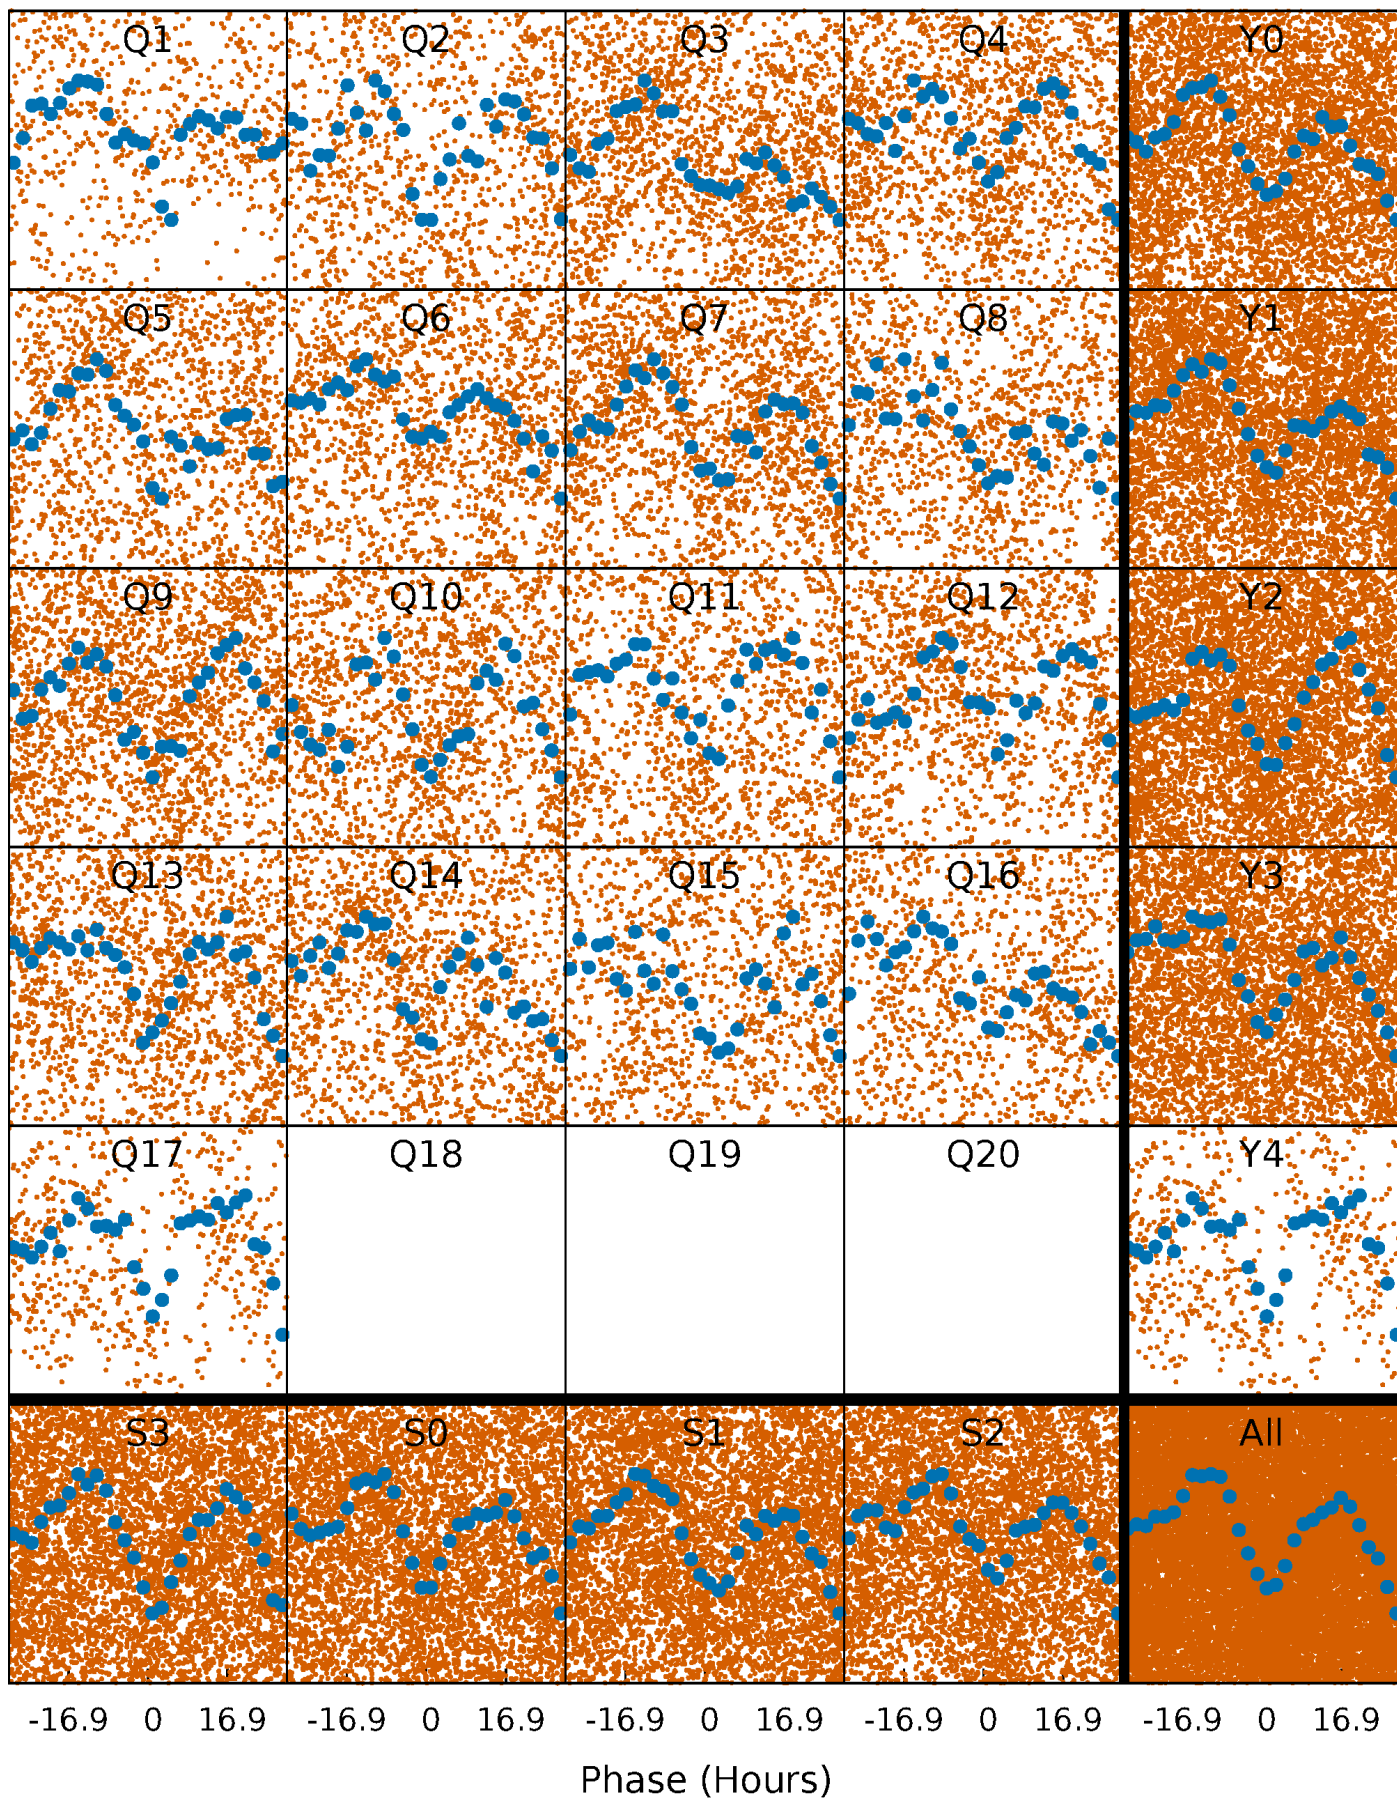 Q1 Q2 Q3 Q4 Y0
Q5 Q6 Q7 Q8 Y1
Q9 Q10 Q11 Q12 Y2
Q13 Q14 Q15 Q16 Y3
Q17 Q18 Q19 Q20 Y4
S3 S0 S1 S2 All
-16.9 0 16.9 -16.9 0 16.9 -16.9 0 16.9 -16.9 0 16.9 -16.9 0 16.9
Phase (Hours)